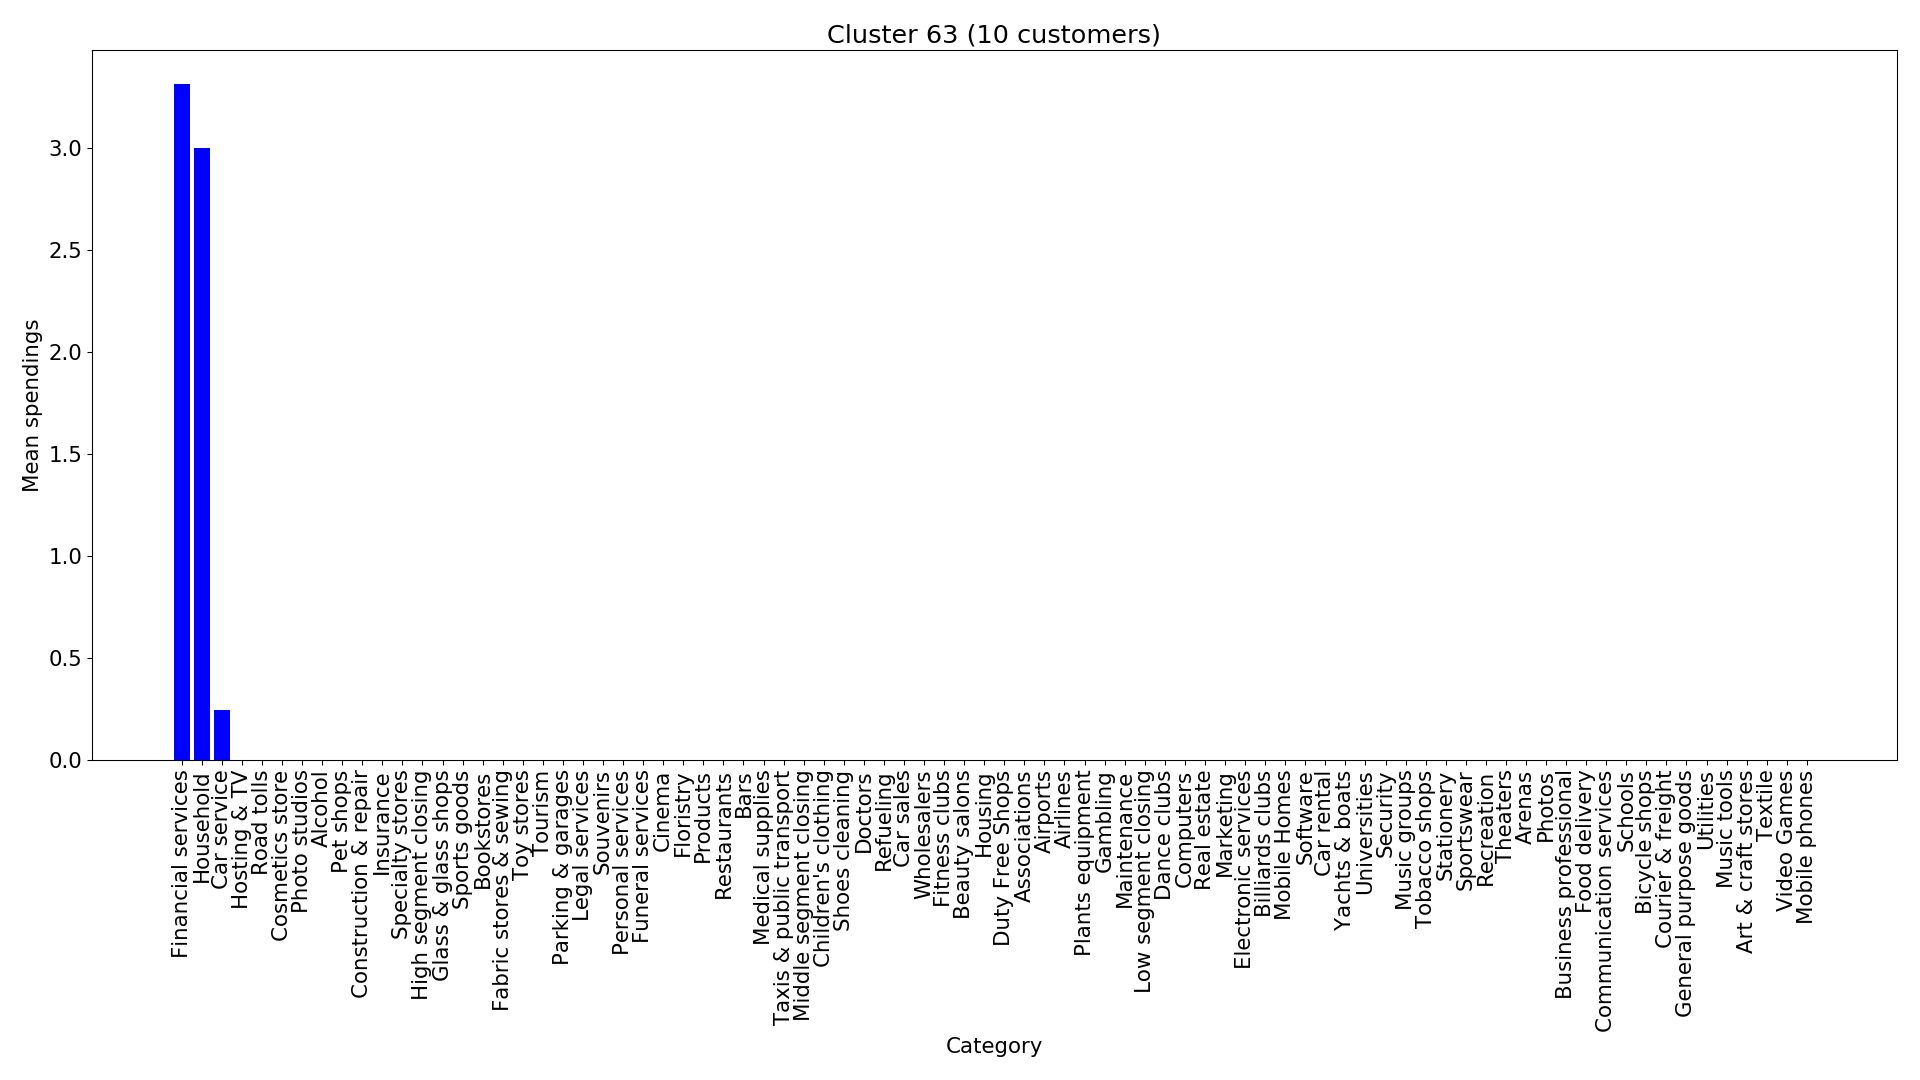 Cluster 63 (10 customers)
Mean spendings
3.0
2.5
2.0
1.5
1.0
0.5
0.0
Financial services
Household
Car service
Hosting & TV
Road tolls
Cosmetics store
Photo studios
Alcohol
Pet shops
Construction & repair
Insurance
Specialty stores
High segment closing
Glass & glass shops
Sports goods
Bookstores
Fabric stores & sewing
Toy stores
Tourism
Parking & garages
Legal services
Souvenirs
Personal services
Funeral services
Cinema
Floristry
Products
Restaurants
Bars
Medical supplies
Taxis & public transport
Middle segment closing
Children's clothing
Shoes cleaning
Doctors
Refueling
Car sales
Wholesalers
Fitness clubs
Beauty salons
Housing
Duty Free Shops
Associations
Airports
Airlines
Plants equipment
Gambling
Maintenance
Low segment closing
Dance clubs
Computers
Real estate
Marketing
Electronic services
Billiards clubs
Mobile Homes
Software
Car rental
Yachts & boats
Universities
Security
Music groups
Tobacco shops
Stationery
Sportswear
Recreation
Theaters
Arenas
Photos
Business professional
Food delivery
Communication services
Schools
Bicycle shops
Courier & freight
General purpose goods
Utilities
Music tools
Art & craft stores
Textile
Video Games
Mobile phones
Category